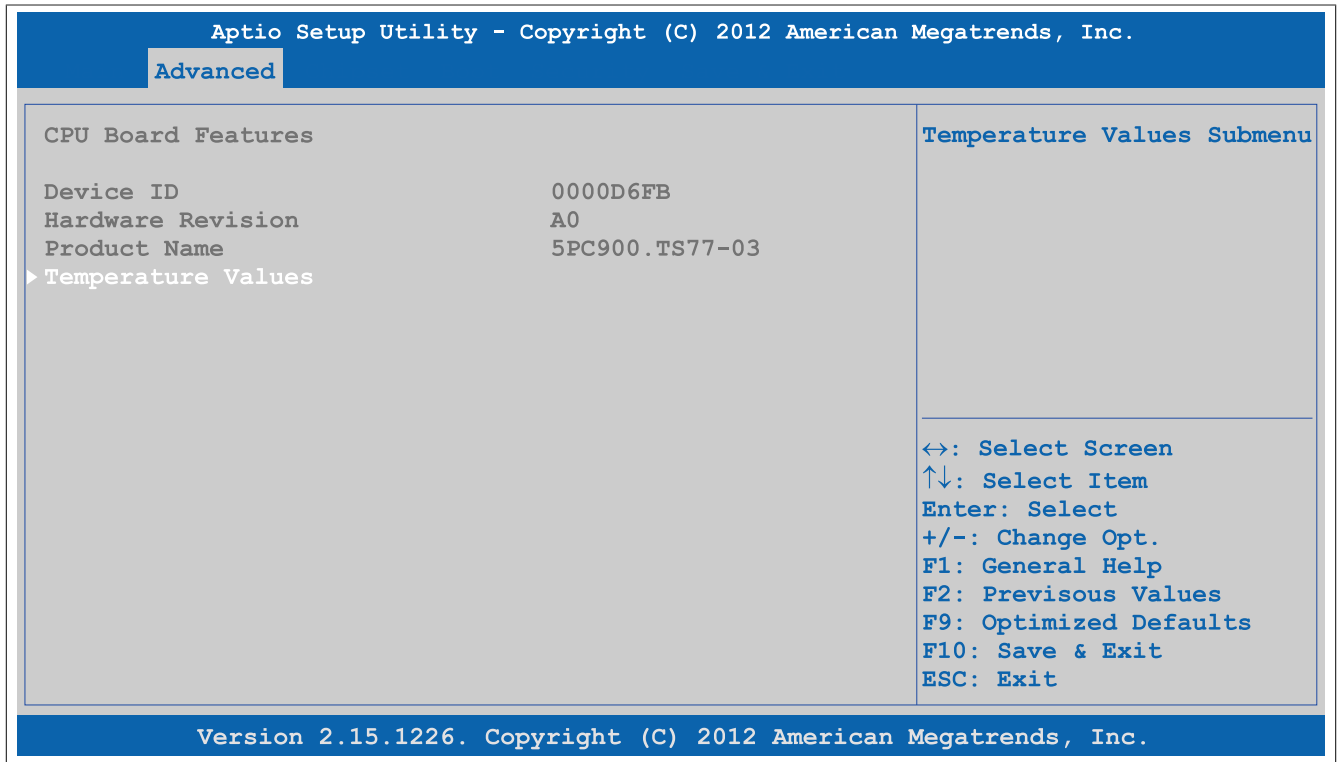 Aptio Setup Utility - Copyright (C) 2012 American Megatrends, Inc.
Advanced
CPU Board Features
Device ID 0000D6FB
Hardware Revision A0
Product Name 5PC900.TS77-03
Temperature Values
Temperature Values Submenu
↔: Select Screen
↑↓: Select Item
Enter: Select
+/-: Change Opt.
F1: General Help
F2: Previsous Values
F9: Optimized Defaults
F10: Save & Exit
ESC: Exit
Version 2.15.1226. Copyright (C) 2012 American Megatrends, Inc.